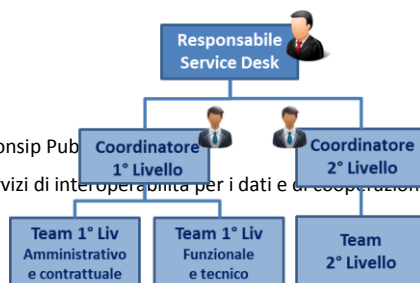 Responsabile
Service Desk
onsip Pub
Coordinatore
1° Livello
Coordinatore
2° Livello
vizi di interoperabilità per i dati e di cooperazion
Team 1° Liv
Amministrativo
e contrattuale
Team 1° Liv
Funzionale
e tecnico
Team
2° Livello